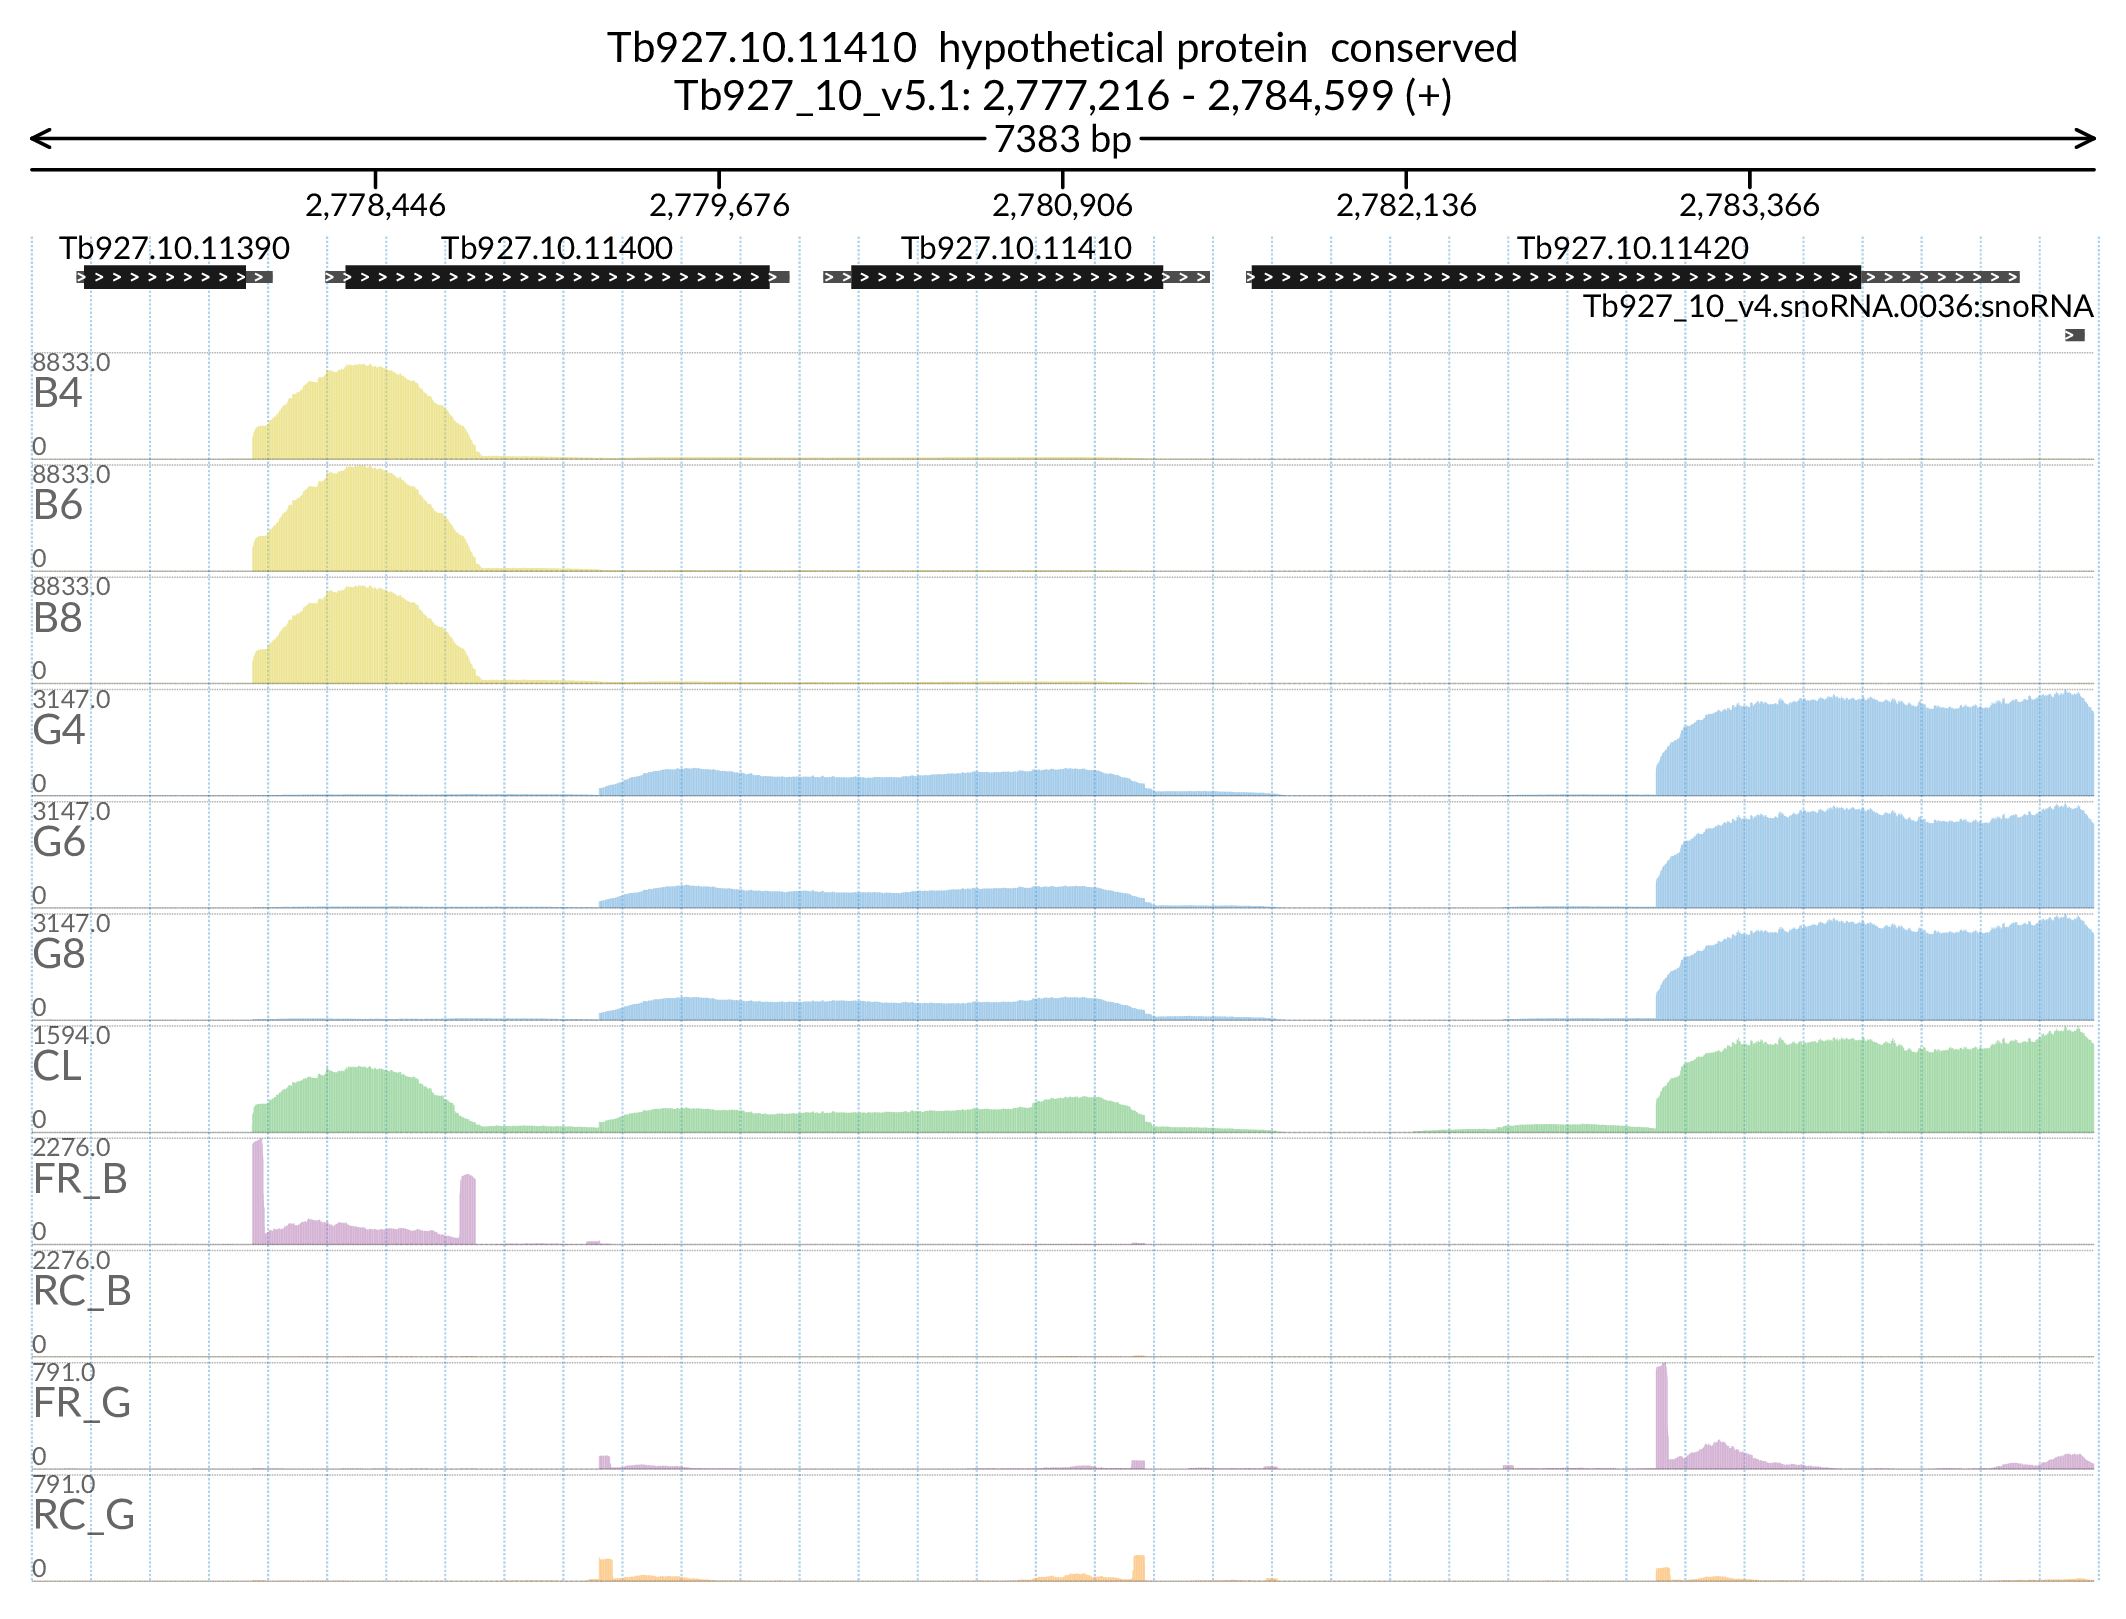 Tb927.10.11410 hypothetical protein conserved
Tb927_10_v5.1: 2,777,216 - 2,784,599 (+)
7383 bp
2,778,446 2,779,676 2,780,906 2,782,136 2,783,366
Tb927.10.11390 Tb927.10.11400 Tb927.10.11410 Tb927.10.11420
Tb927_10_v4.snoRNA.0036:snoRNA
8833.0
B4
0
8833.0
B6
0
8833.0
B8
0
3147.0
G4
0
3147.0
G6
0
3147.0
G8
0
1594.0
CL
0
2276.0
FR_B
0
2276.0
RC_B
0
791.0
FR_G
0
791.0
RC_G
0